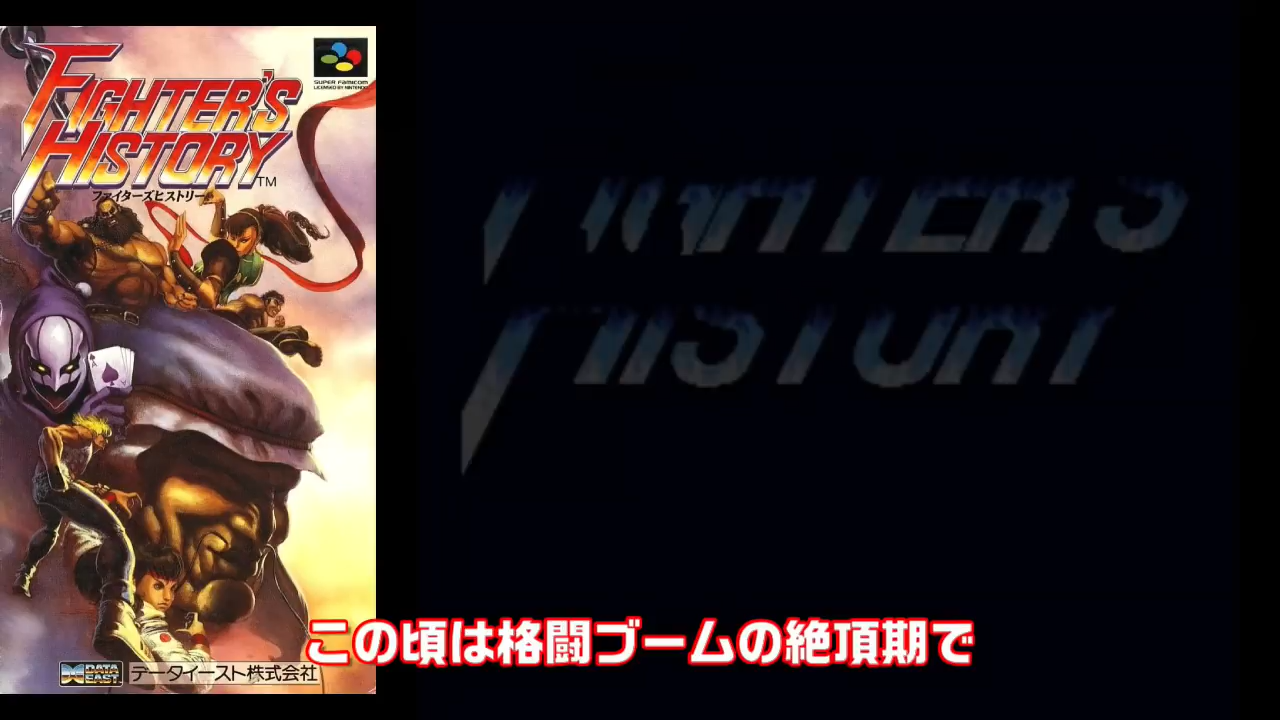 FIGHTER'S
HISTORY™
ファイターズヒストリー
SUPER FAMICOM
LICENSED BY NINTENDO
A
DATA
EAST
データイースト株式会社
FIGHTER'S
HISTORY
この頃は格闘ブームの絶頂期で